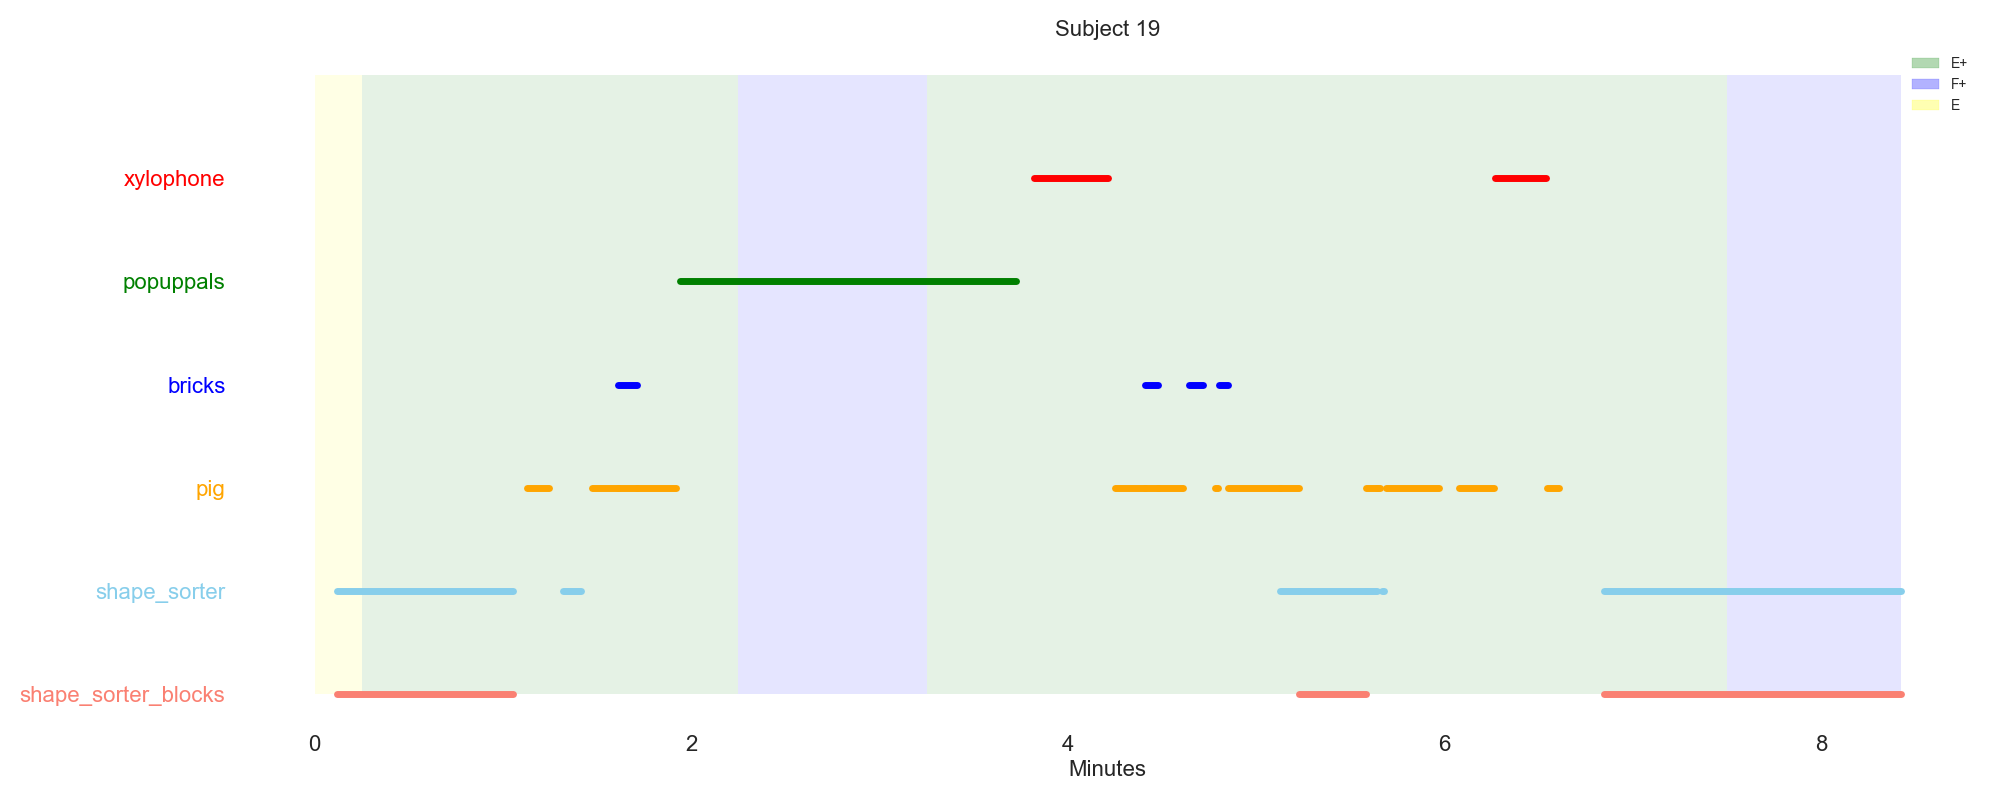 Subject 19
E+
F+
E
xylophone
popuppals
bricks
pig
shape_sorter
shape_sorter_blocks
0 2 4 6 8
Minutes